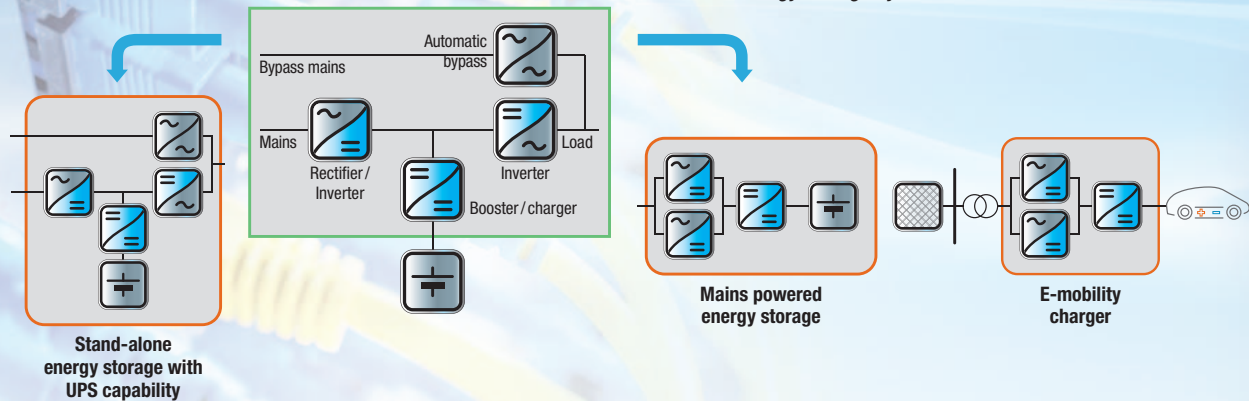 Automatic
bypass
Bypass mains
Mains
Load
Rectifier /
Inverter
Inverter
Booster / charger
Mains powered
energy storage
E-mobility
charger
Stand-alone
energy storage with
UPS capability